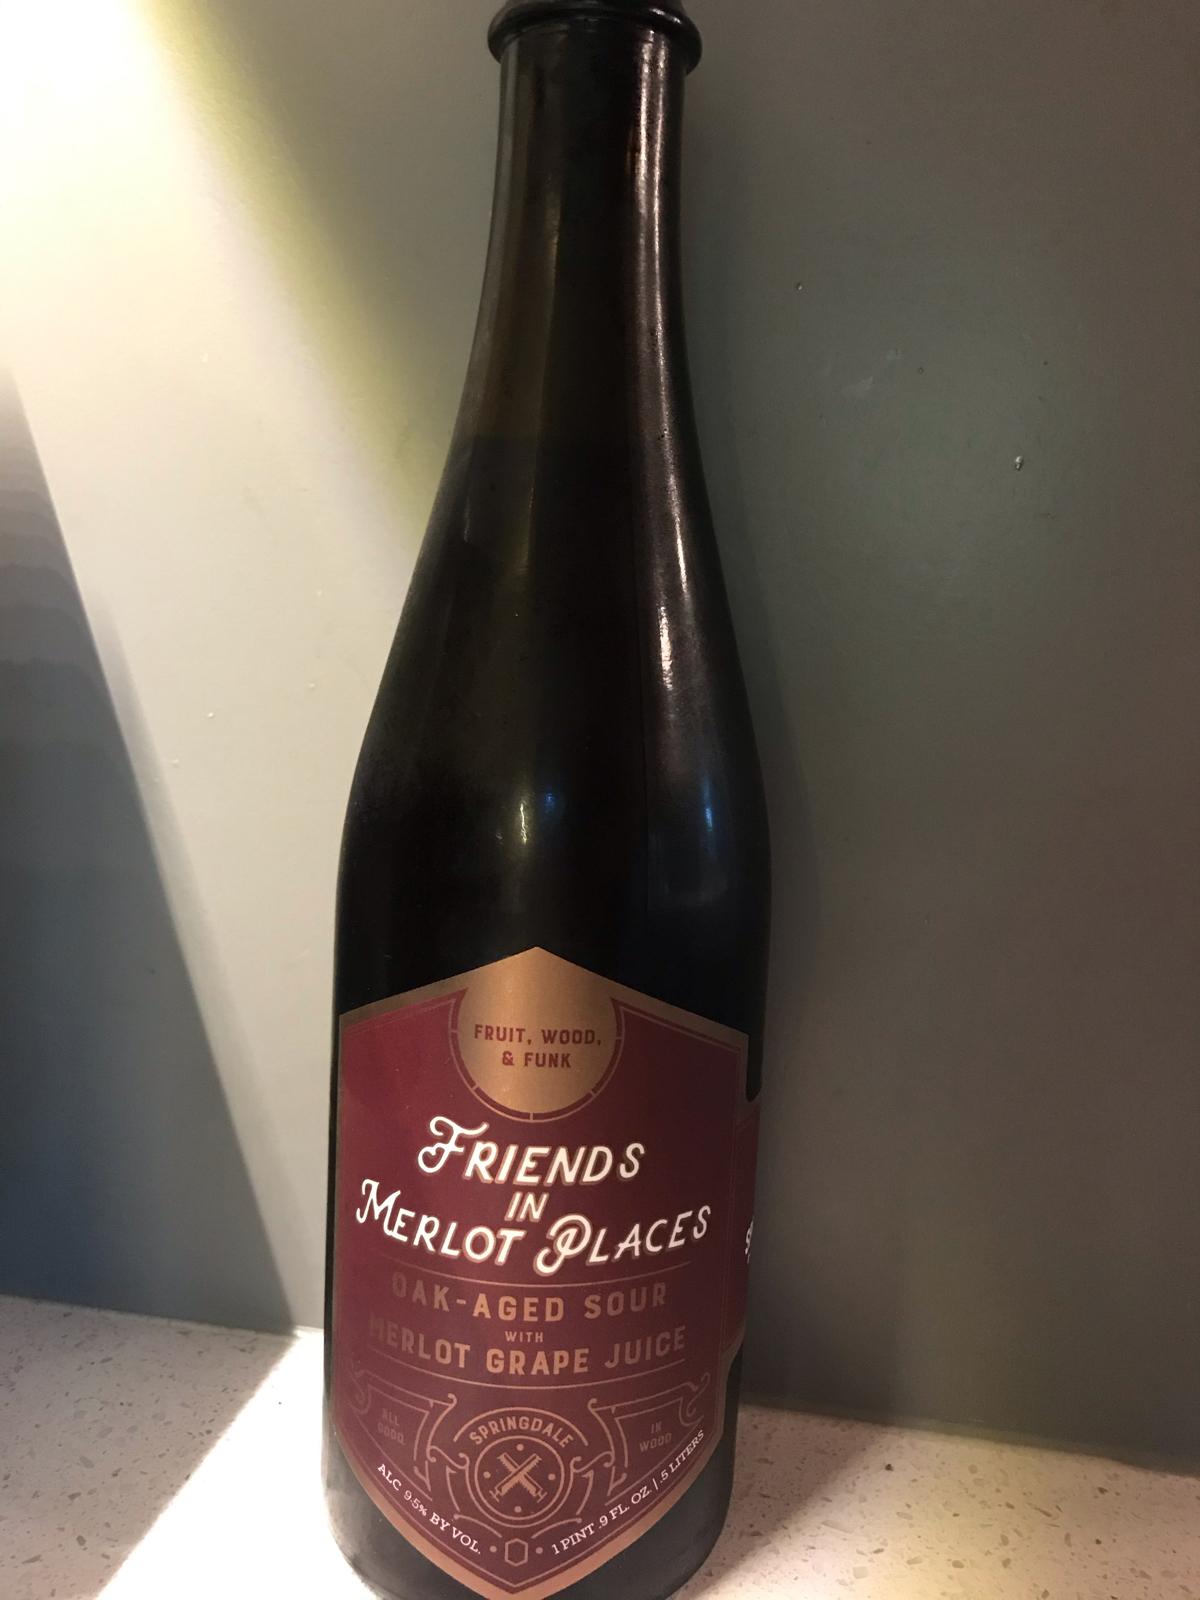 FRUIT, WOOD,
& FUNK
FRIENDS
IN
MERLOT PLACES
OAK-AGED SOUR
WITH
MERLOT GRAPE JUICE
ALL
GOOD
SPRINGDALE
IN
WOOD
ALC 9.5% BY VOL.
1 PINT .9 FL. OZ. | .5 LITERS